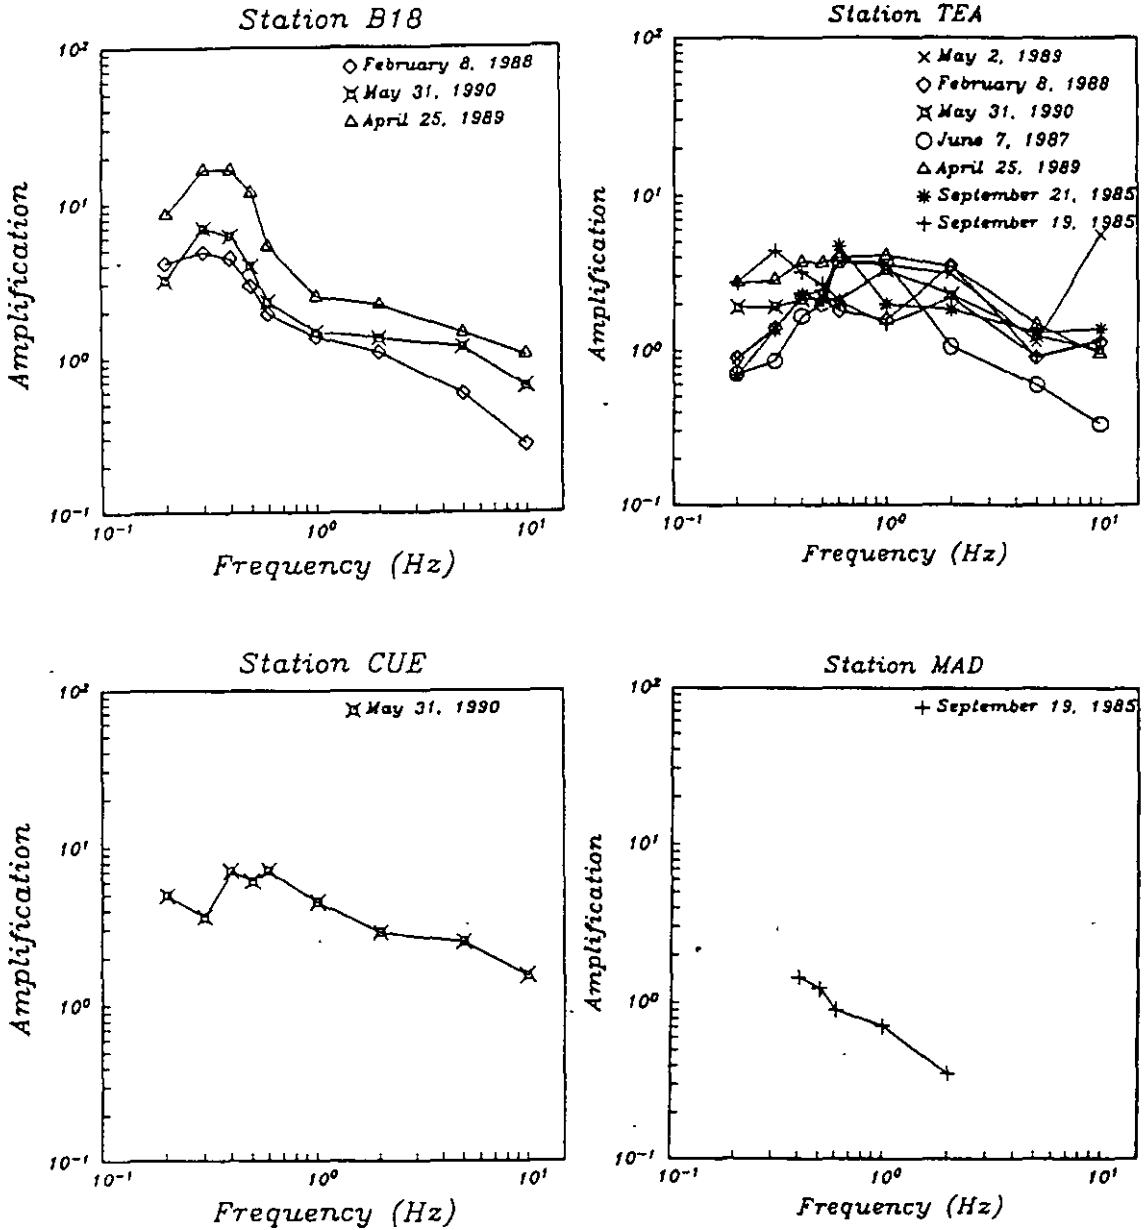 Station B18
10²
10¹
10⁰
10⁻¹
Amplification
◇ February 8, 1988
May 31, 1990
△ April 25, 1989
10⁻¹
10⁰
10¹
Frequency (Hz)
Station TEA
10²
10¹
10⁰
10⁻¹
Amplification
× May 2, 1989
◇ February 8, 1988
May 31, 1990
○ June 7, 1987
△ April 25, 1989
* September 21, 1985
+ September 19, 1985
10⁻¹
10⁰
10¹
Frequency (Hz)
Station CUE
10²
10¹
10⁰
10⁻¹
Amplification
May 31, 1990
10⁻¹
10⁰
10¹
Frequency (Hz)
Station MAD
10²
10¹
10⁰
10⁻¹
Amplification
+ September 19, 1985
10⁻¹
10⁰
10¹
Frequency (Hz)